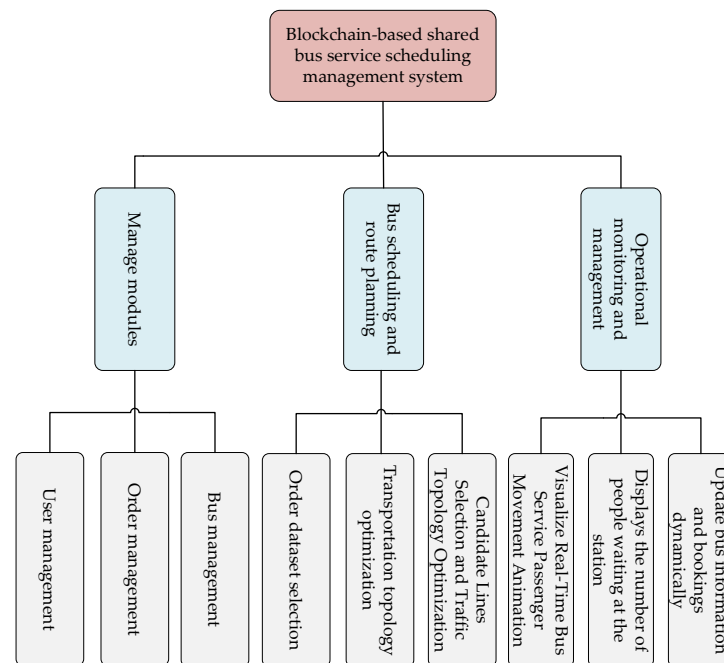 Blockchain-based shared
bus service scheduling
management system
Manage modules
Bus scheduling and
route planning
Operational
monitoring and
management
User management
Order management
Bus management
Order dataset selection
Transportation topology
optimization
Candidate Lines
Selection and Traffic
Topology Optimization
Visualize Real-Time Bus
Service Passenger
Movement Animation
Displays the number of
people waiting at the
station
Update bus information
and bookings
dynamically